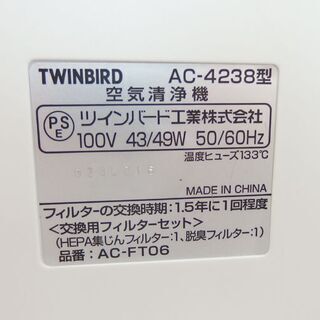 TWINBIRD AC-4238型
空気清浄機
PSE ツインバード工業株式会社
100V 43/49W 50/60Hz
温度ヒューズ133℃
MADE IN CHINA
フィルターの交換時期:1.5年に1回程度
<交換用フィルターセット>
(HEPA集じんフィルター:1、脱臭フィルター:1)
品番:AC-FT06